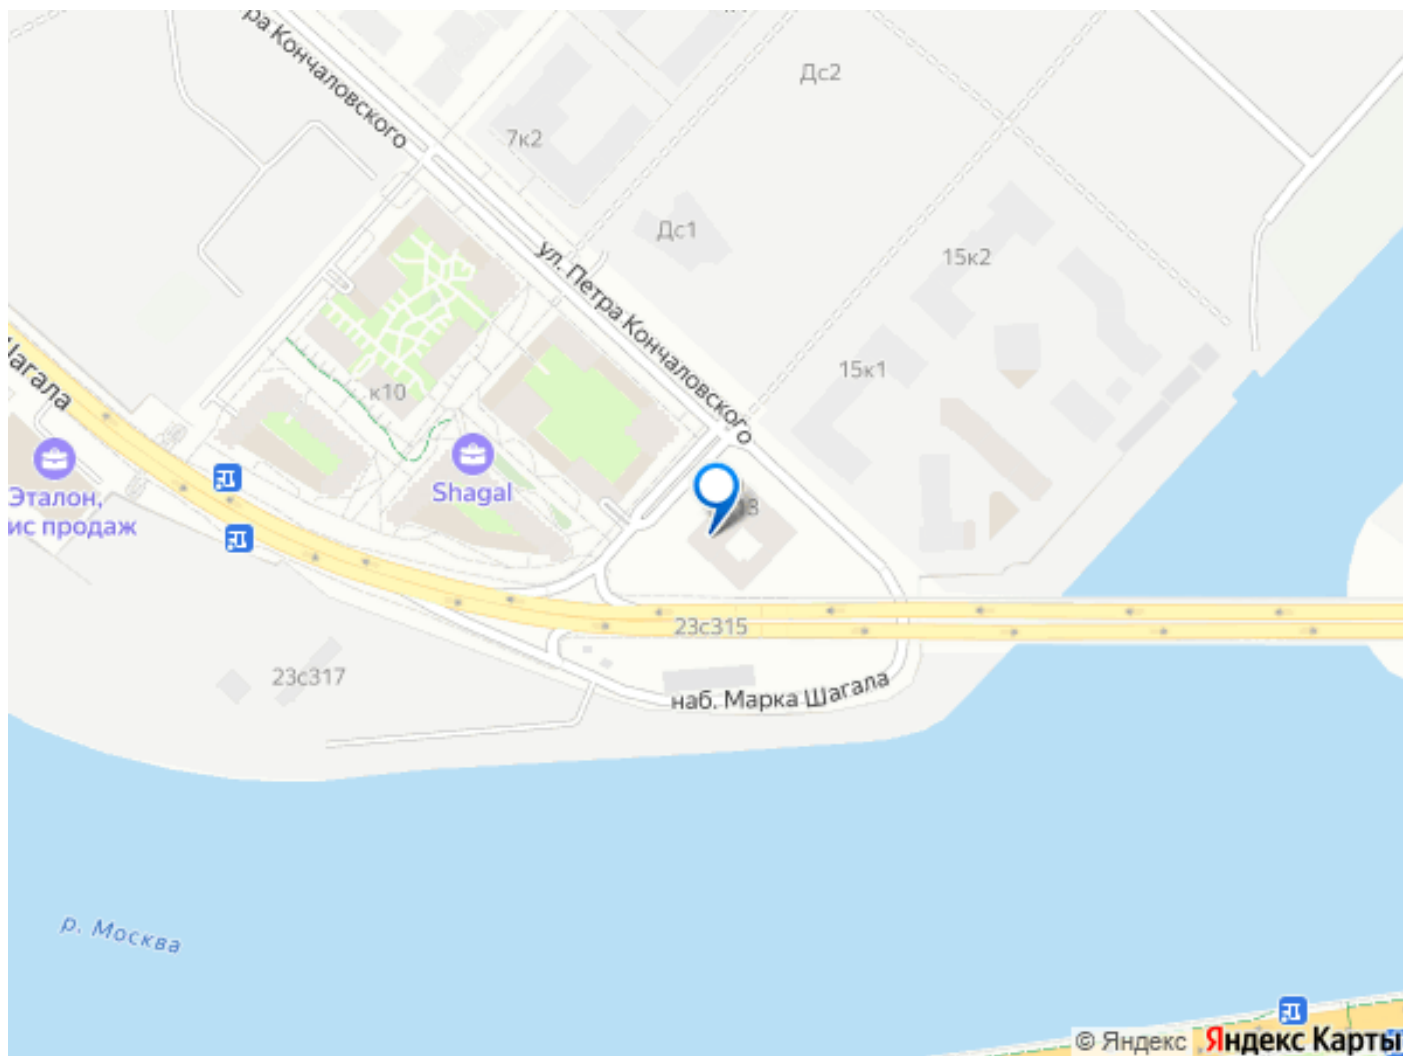 ра Кончаловского
Дс2
7к2
Дс1
ул. Петра Кончаловского
15к2
15к1
Шагала
к10
Shagal
Эталон,
ис продаж
23с315
23с317
наб. Марка Шагала
р. Москва
© Яндекс Яндекс Карты